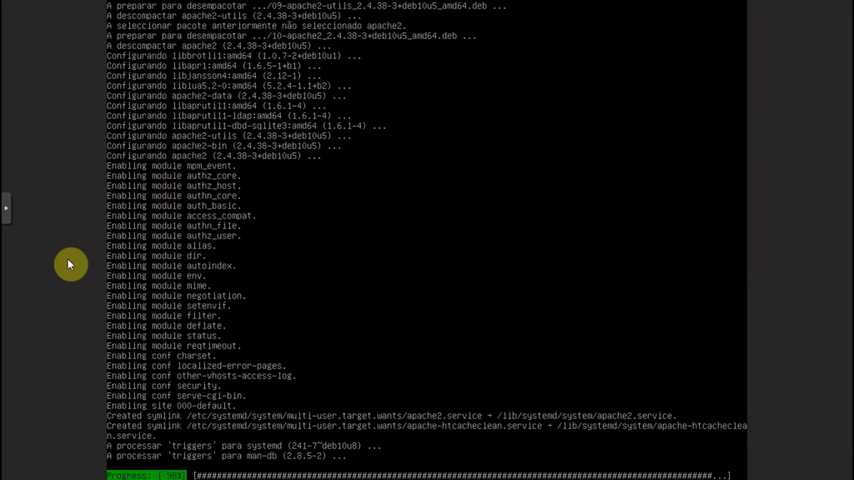 A preparar para desempacotar .../09-apache2-utils_2.4.38-3+deb10u5_amd64.deb ...
A descompactar apache2-utils (2.4.38-3+deb10u5) ...
A seleccionar pacote anteriormente não seleccionado apache2.
A preparar para desempacotar .../10-apache2_2.4.38-3+deb10u5_amd64.deb ...
A descompactar apache2 (2.4.38-3+deb10u5) ...
Configurando libbrotli1:amd64 (1.0.7-2+deb10u1) ...
Configurando libapr1:amd64 (1.6.5-1+b1) ...
Configurando libjansson4:amd64 (2.12-1) ...
Configurando liblua5.2-0:amd64 (5.2.4-1.1+b2) ...
Configurando apache2-data (2.4.38-3+deb10u5) ...
Configurando libaprutil1:amd64 (1.6.1-4) ...
Configurando libaprutil1-ldap:amd64 (1.6.1-4) ...
Configurando libaprutil1-dbd-sqlite3:amd64 (1.6.1-4) ...
Configurando apache2-utils (2.4.38-3+deb10u5) ...
Configurando apache2-bin (2.4.38-3+deb10u5) ...
Configurando apache2 (2.4.38-3+deb10u5) ...
Enabling module mpm_event.
Enabling module authz_core.
Enabling module authz_host.
Enabling module authn_core.
Enabling module auth_basic.
Enabling module access_compat.
Enabling module authn_file.
Enabling module authz_user.
Enabling module alias.
Enabling module dir.
Enabling module autoindex.
Enabling module env.
Enabling module mime.
Enabling module negotiation.
Enabling module setenvif.
Enabling module filter.
Enabling module deflate.
Enabling module status.
Enabling module reqtimeout.
Enabling conf charset.
Enabling conf localized-error-pages.
Enabling conf other-vhosts-access-log.
Enabling conf security.
Enabling conf serve-cgi-bin.
Enabling site 000-default.
Created symlink /etc/systemd/system/multi-user.target.wants/apache2.service → /lib/systemd/system/apache2.service.
Created symlink /etc/systemd/system/multi-user.target.wants/apache-htcacheclean.service → /lib/systemd/system/apache-htcacheclea
n.service.
A processar 'triggers' para systemd (241-7~deb10u8) ...
A processar 'triggers' para man-db (2.8.5-2) ...
Progress: [ 98%] [#######################################################################################################...]